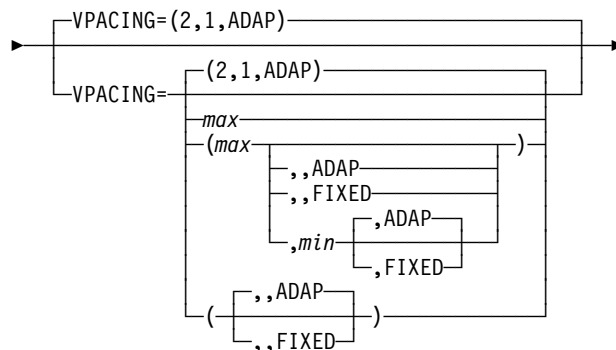 VPACING=(2,1,ADAP)
(2,1,ADAP)
VPACING=
max
(max )
,,ADAP
,,FIXED
,ADAP
,min
,FIXED
,,ADAP
( )
,,FIXED